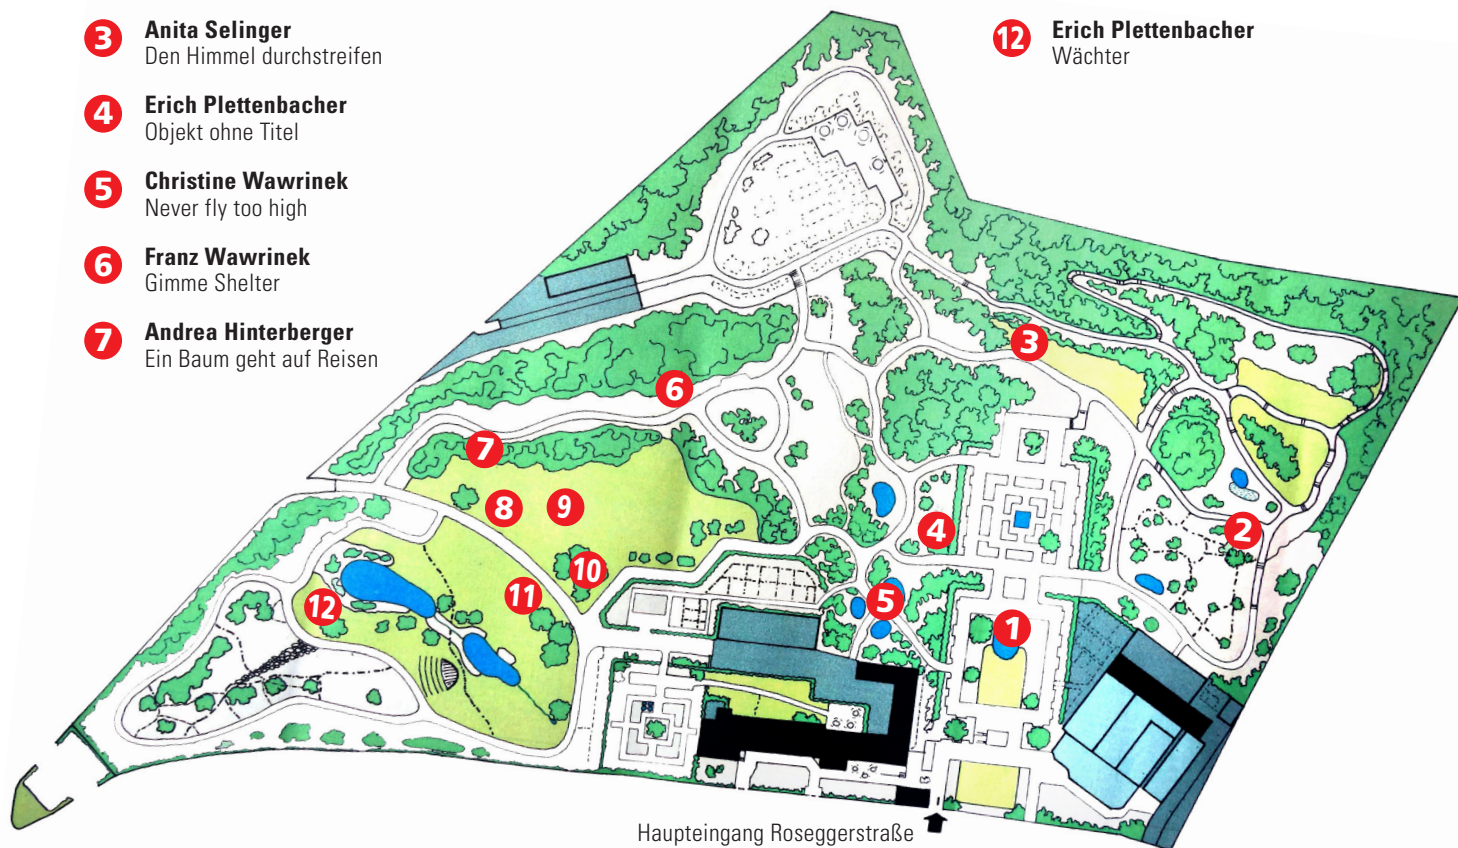 3 Anita Selinger
Den Himmel durchstreifen
4 Erich Plettenbacher
Objekt ohne Titel
5 Christine Wawrinek
Never fly too high
6 Franz Wawrinek
Gimme Shelter
7 Andrea Hinterberger
Ein Baum geht auf Reisen
12 Erich Plettenbacher
Wächter
3
6
7
8
9
4
2
10
11
5
12
1
Haupteingang Roseggerstraße